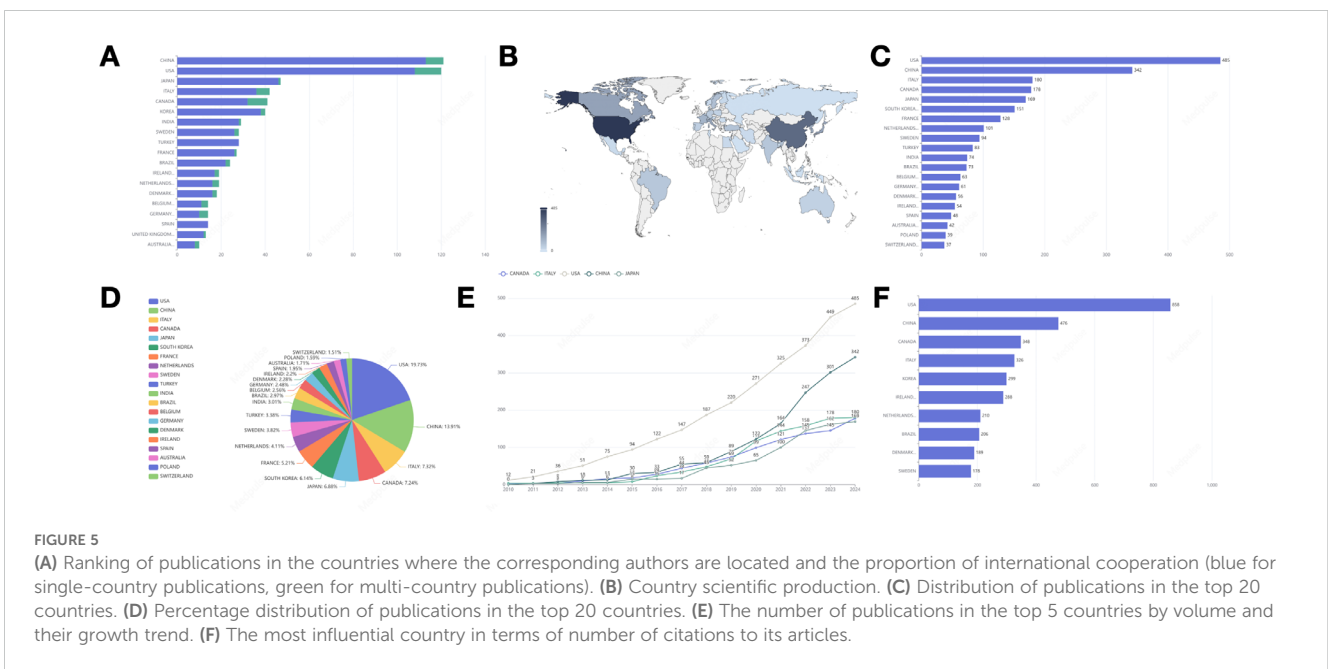 A
CHINA
USA
JAPAN
ITALY
CANADA
KOREA
INDIA
SWEDEN
TURKEY
FRANCE
BRAZIL
IRELAND..
NETHERLANDS..
DENMARK..
BELGIUM..
GERMANY..
SPAIN
UNITED KINGDOM..
AUSTRALIA..
0 20 40 60 80 100 120 140
B
485
0
C
USA 485
CHINA 342
ITALY 180
CANADA 178
JAPAN 169
SOUTH KOREA.. 151
FRANCE 128
NETHERLANDS.. 101
SWEDEN 94
TURKEY 83
INDIA 74
BRAZIL 73
BELGIUM.. 63
GERMANY.. 61
DENMARK.. 56
IRELAND.. 54
SPAIN 48
AUSTRALIA.. 42
POLAND 39
SWITZERLAND.. 37
0 100 200 300 400 500
D
USA
CHINA
ITALY
CANADA
JAPAN
SOUTH KOREA
FRANCE
NETHERLANDS
SWEDEN
TURKEY
INDIA
BRAZIL
BELGIUM
GERMANY
DENMARK
IRELAND
SPAIN
AUSTRALIA
POLAND
SWITZERLAND
SWITZERLAND: 1.51%
POLAND: 1.59%
AUSTRALIA: 1.71%
SPAIN: 1.95%
IRELAND: 2.2%
DENMARK: 2.28%
GERMANY: 2.48%
BELGIUM: 2.56%
BRAZIL: 2.97%
INDIA: 3.01%
TURKEY: 3.38%
SWEDEN: 3.82%
NETHERLANDS: 4.11%
FRANCE: 5.21%
SOUTH KOREA: 6.14%
JAPAN: 6.88%
CANADA: 7.24%
ITALY: 7.32%
CHINA: 13.91%
USA: 19.73%
E
CANADA ITALY USA CHINA JAPAN
500
400
300
200
100
0
12 21 36 51 75 94 122 147 187 220 271 325 373 449 485
122 164 247 301 342
2010 2011 2012 2013 2014 2015 2016 2017 2018 2019 2020 2021 2022 2023 2024
F
USA 858
CHINA 476
CANADA 348
ITALY 326
KOREA 299
IRELAND.. 288
NETHERLANDS.. 210
BRAZIL 206
DENMARK.. 189
SWEDEN 178
0 200 400 600 800 1,000
FIGURE 5
(A) Ranking of publications in the countries where the corresponding authors are located and the proportion of international cooperation (blue for
single-country publications, green for multi-country publications). (B) Country scientific production. (C) Distribution of publications in the top 20
countries. (D) Percentage distribution of publications in the top 20 countries. (E) The number of publications in the top 5 countries by volume and
their growth trend. (F) The most influential country in terms of number of citations to its articles.